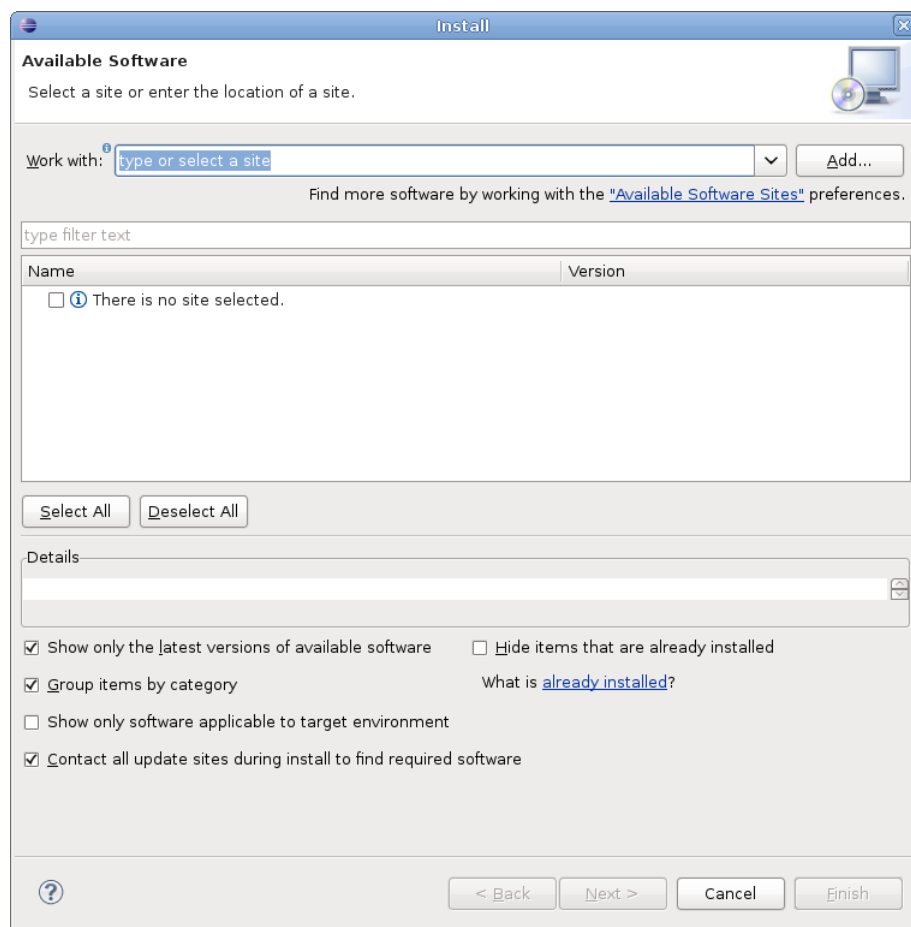 Install
Available Software
Select a site or enter the location of a site.
Work with: type or select a site Add...
Find more software by working with the "Available Software Sites" preferences.
type filter text
Name Version
There is no site selected.
Select All Deselect All
Details
Show only the latest versions of available software Hide items that are already installed
Group items by category What is already installed?
Show only software applicable to target environment
Contact all update sites during install to find required software
? < Back Next > Cancel Finish